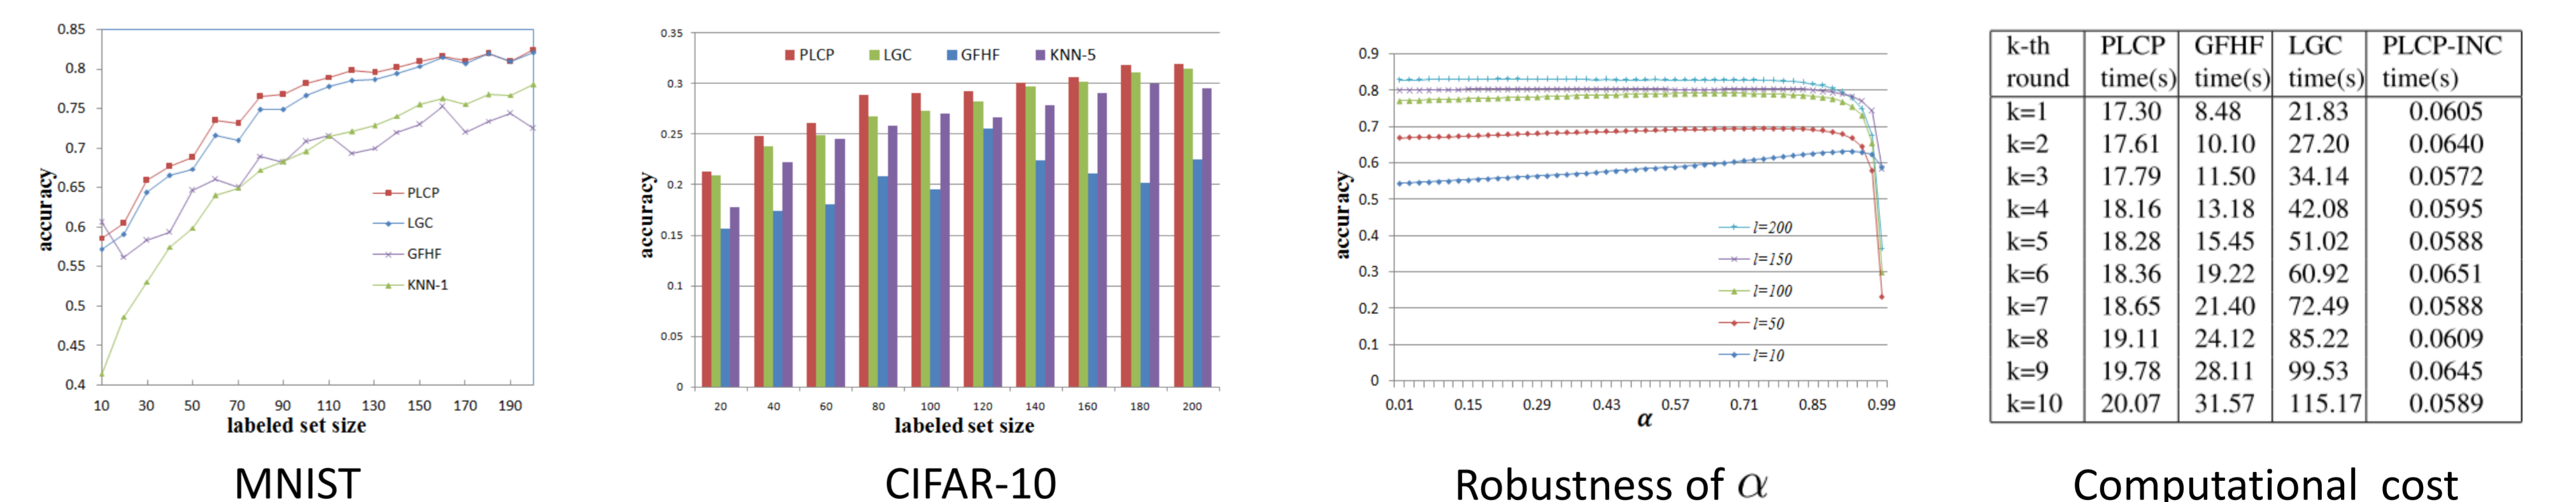 0.85
0.8
0.75
0.7
0.65
0.6
0.55
0.5
0.45
0.4
accuracy
PLCP
LGC
GFHF
KNN-1
10 30 50 70 90 110 130 150 170 190
labeled set size
MNIST
0.35
0.3
0.25
0.2
0.15
0.1
0.05
0
accuracy
PLCP LGC GFHF KNN-5
20 40 60 80 100 120 140 160 180 200
labeled set size
CIFAR-10
0.9
0.8
0.7
0.6
0.5
0.4
0.3
0.2
0.1
0
accuracy
l=200
l=150
l=100
l=50
l=10
0.01 0.15 0.29 0.43 0.57 0.71 0.85 0.99
α
Robustness of α
k-th PLCP GFHF LGC PLCP-INC
round time(s) time(s) time(s) time(s)
k=1 17.30 8.48 21.83 0.0605
k=2 17.61 10.10 27.20 0.0640
k=3 17.79 11.50 34.14 0.0572
k=4 18.16 13.18 42.08 0.0595
k=5 18.28 15.45 51.02 0.0588
k=6 18.36 19.22 60.92 0.0651
k=7 18.65 21.40 72.49 0.0588
k=8 19.11 24.12 85.22 0.0609
k=9 19.78 28.11 99.53 0.0645
k=10 20.07 31.57 115.17 0.0589
Computational cost